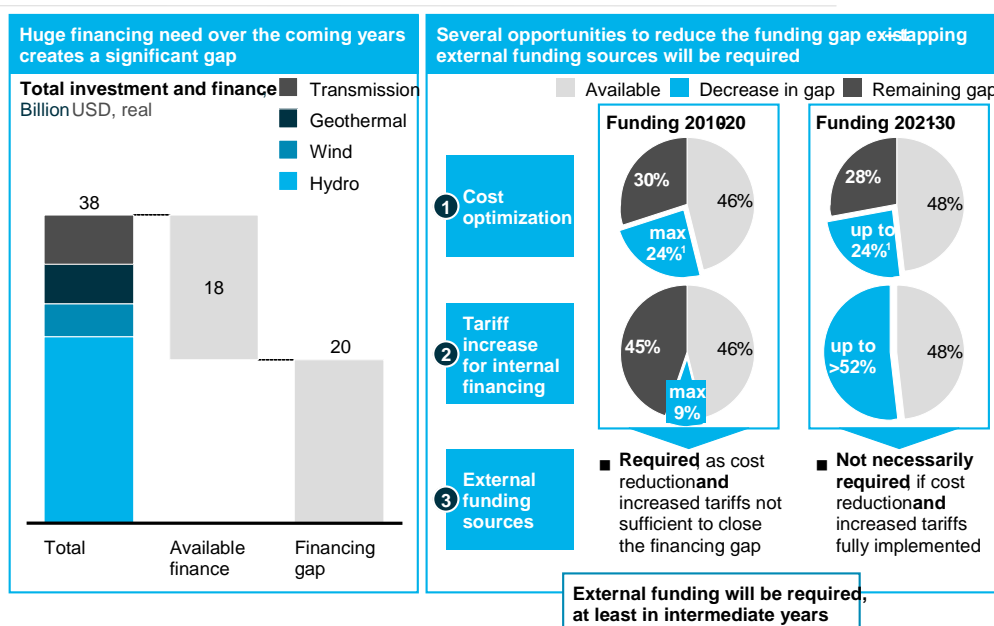 Huge financing need over the coming years
creates a significant gap
Total investment and finance,
Billion USD, real
Transmission
Geothermal
Wind
Hydro
38
18
20
Total
Available
finance
Financing
gap
Several opportunities to reduce the funding gap exist – tapping
external funding sources will be required
Available
Decrease in gap
Remaining gap
Funding 2010-20
Funding 2021-30
1
Cost
optimization
30%
46%
max
24%¹
28%
48%
up to
24%¹
2
Tariff
increase
for internal
financing
45%
46%
max
9%
up to
>52%
48%
3
External
funding
sources
■ Required, as cost
reduction and
increased tariffs not
sufficient to close
the financing gap
■ Not necessarily
required, if cost
reduction and
increased tariffs
fully implemented
External funding will be required,
at least in intermediate years